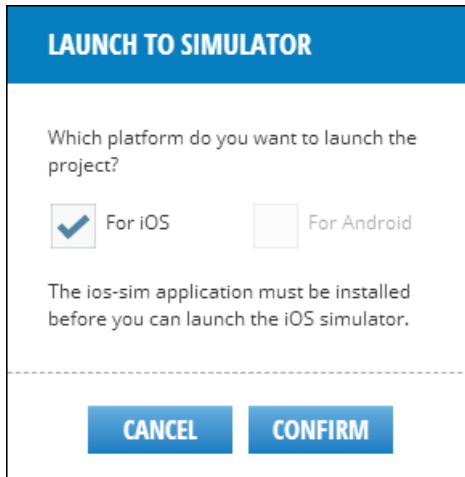 LAUNCH TO SIMULATOR
Which platform do you want to launch the
project?
For iOS For Android
The ios-sim application must be installed
before you can launch the iOS simulator.
CANCEL CONFIRM